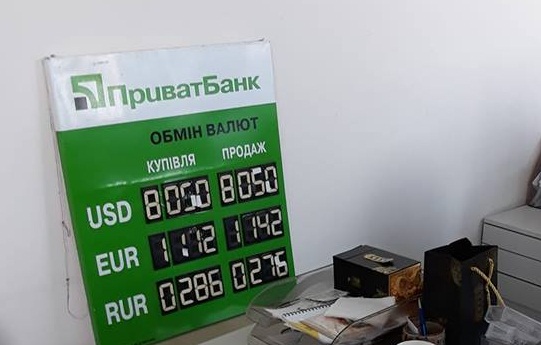 ПриватБанк
ОБМІН ВАЛЮТ
КУПІВЛЯ ПРОДАЖ
USD 8050 8050
EUR 1112 1142
RUR 0286 0276